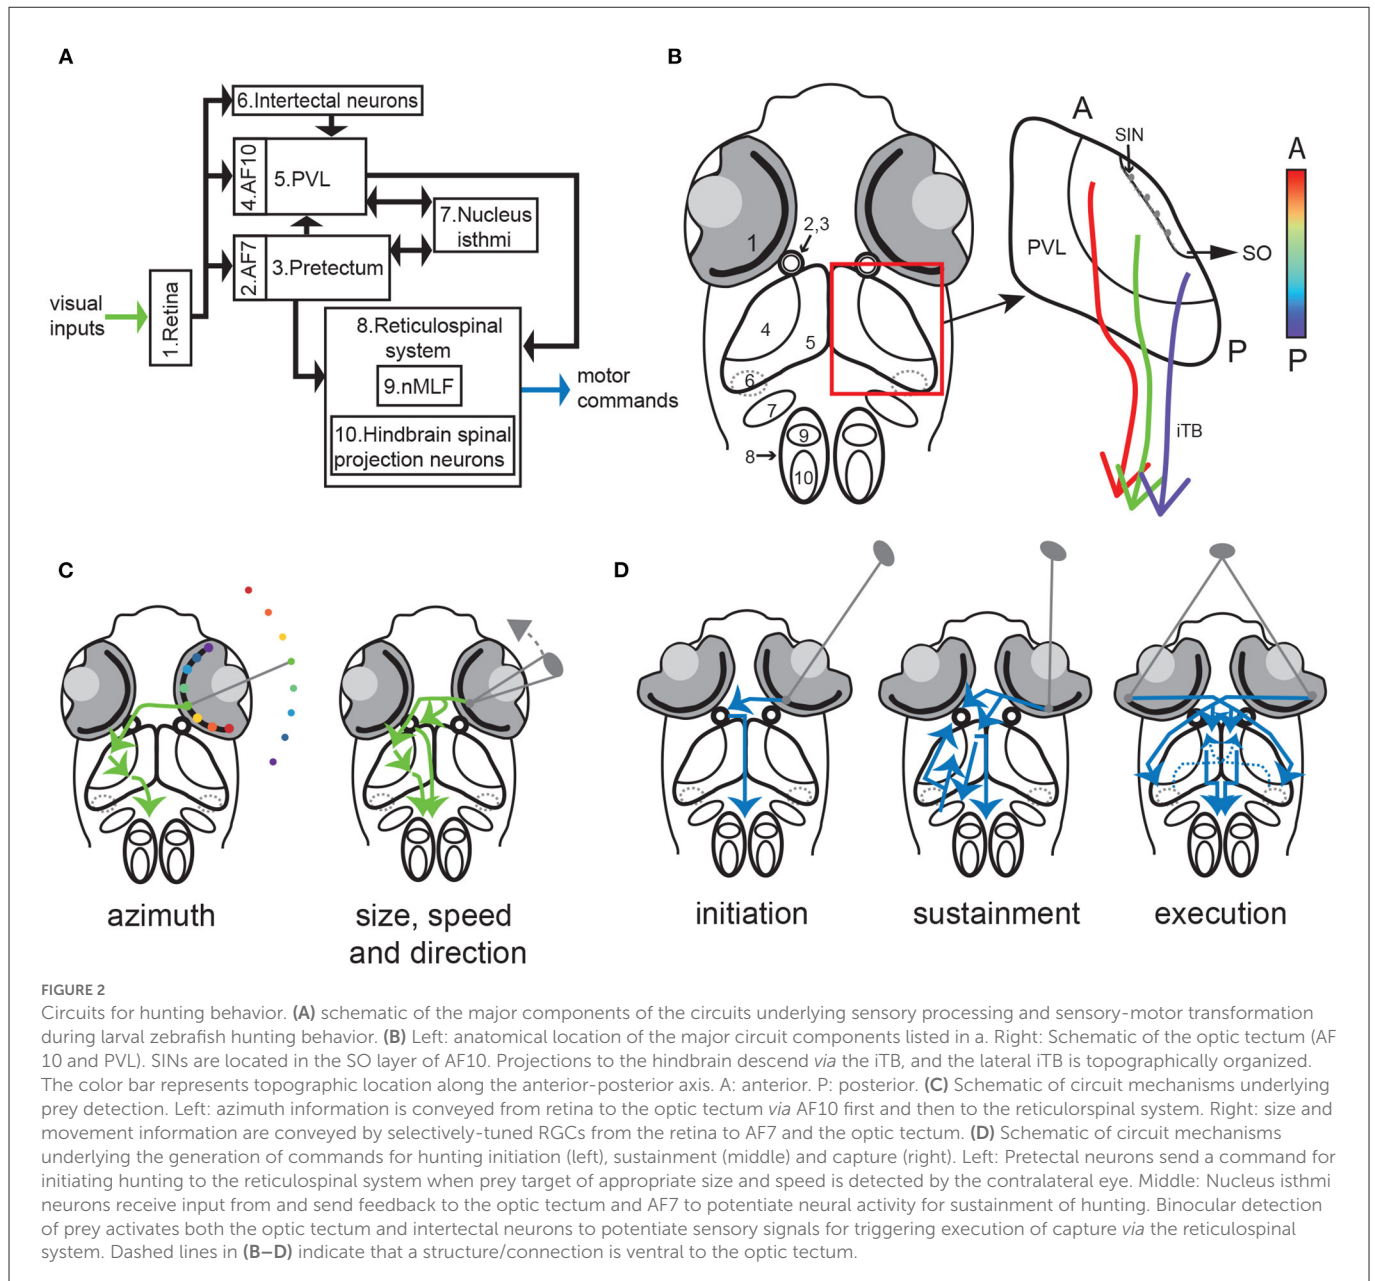 A
6.Intertectal neurons
4.AF10
5.PVL
7.Nucleus
isthmi
2.AF7
3.Pretectum
visual
inputs
1.Retina
8.Reticulospinal
system
9.nMLF
10.Hindbrain spinal
projection neurons
motor
commands
B
1
2,3
4
5
6
7
8
9
10
A
SIN
PVL
SO
P
iTB
A
P
C
azimuth
size, speed
and direction
D
initiation
sustainment
execution
FIGURE 2
Circuits for hunting behavior. (A) schematic of the major components of the circuits underlying sensory processing and sensory-motor transformation
during larval zebrafish hunting behavior. (B) Left: anatomical location of the major circuit components listed in a. Right: Schematic of the optic tectum (AF
10 and PVL). SINs are located in the SO layer of AF10. Projections to the hindbrain descend via the iTB, and the lateral iTB is topographically organized.
The color bar represents topographic location along the anterior-posterior axis. A: anterior. P: posterior. (C) Schematic of circuit mechanisms underlying
prey detection. Left: azimuth information is conveyed from retina to the optic tectum via AF10 first and then to the reticulorspinal system. Right: size and
movement information are conveyed by selectively-tuned RGCs from the retina to AF7 and the optic tectum. (D) Schematic of circuit mechanisms
underlying the generation of commands for hunting initiation (left), sustainment (middle) and capture (right). Left: Pretectal neurons send a command for
initiating hunting to the reticulospinal system when prey target of appropriate size and speed is detected by the contralateral eye. Middle: Nucleus isthmi
neurons receive input from and send feedback to the optic tectum and AF7 to potentiate neural activity for sustainment of hunting. Binocular detection
of prey activates both the optic tectum and intertectal neurons to potentiate sensory signals for triggering execution of capture via the reticulospinal
system. Dashed lines in (B–D) indicate that a structure/connection is ventral to the optic tectum.